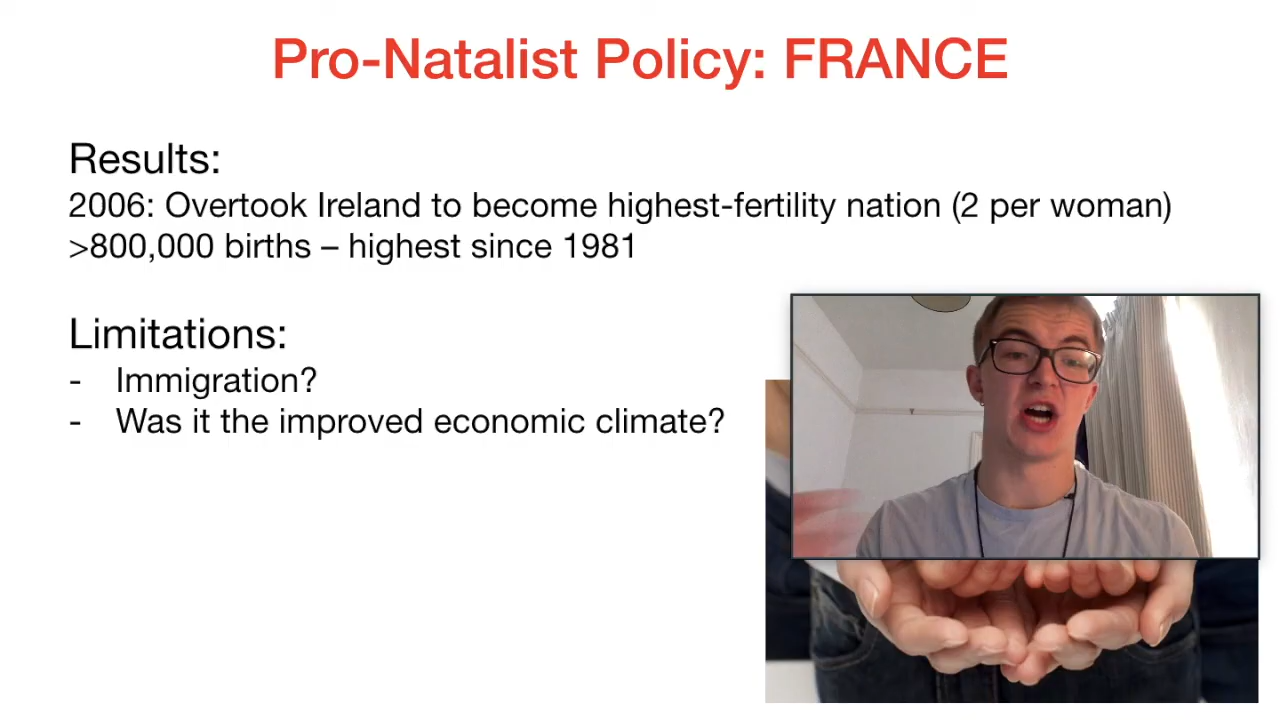 Pro-Natalist Policy: FRANCE
Results:
2006: Overtook Ireland to become highest-fertility nation (2 per woman)
>800,000 births – highest since 1981
Limitations:
- Immigration?
- Was it the improved economic climate?